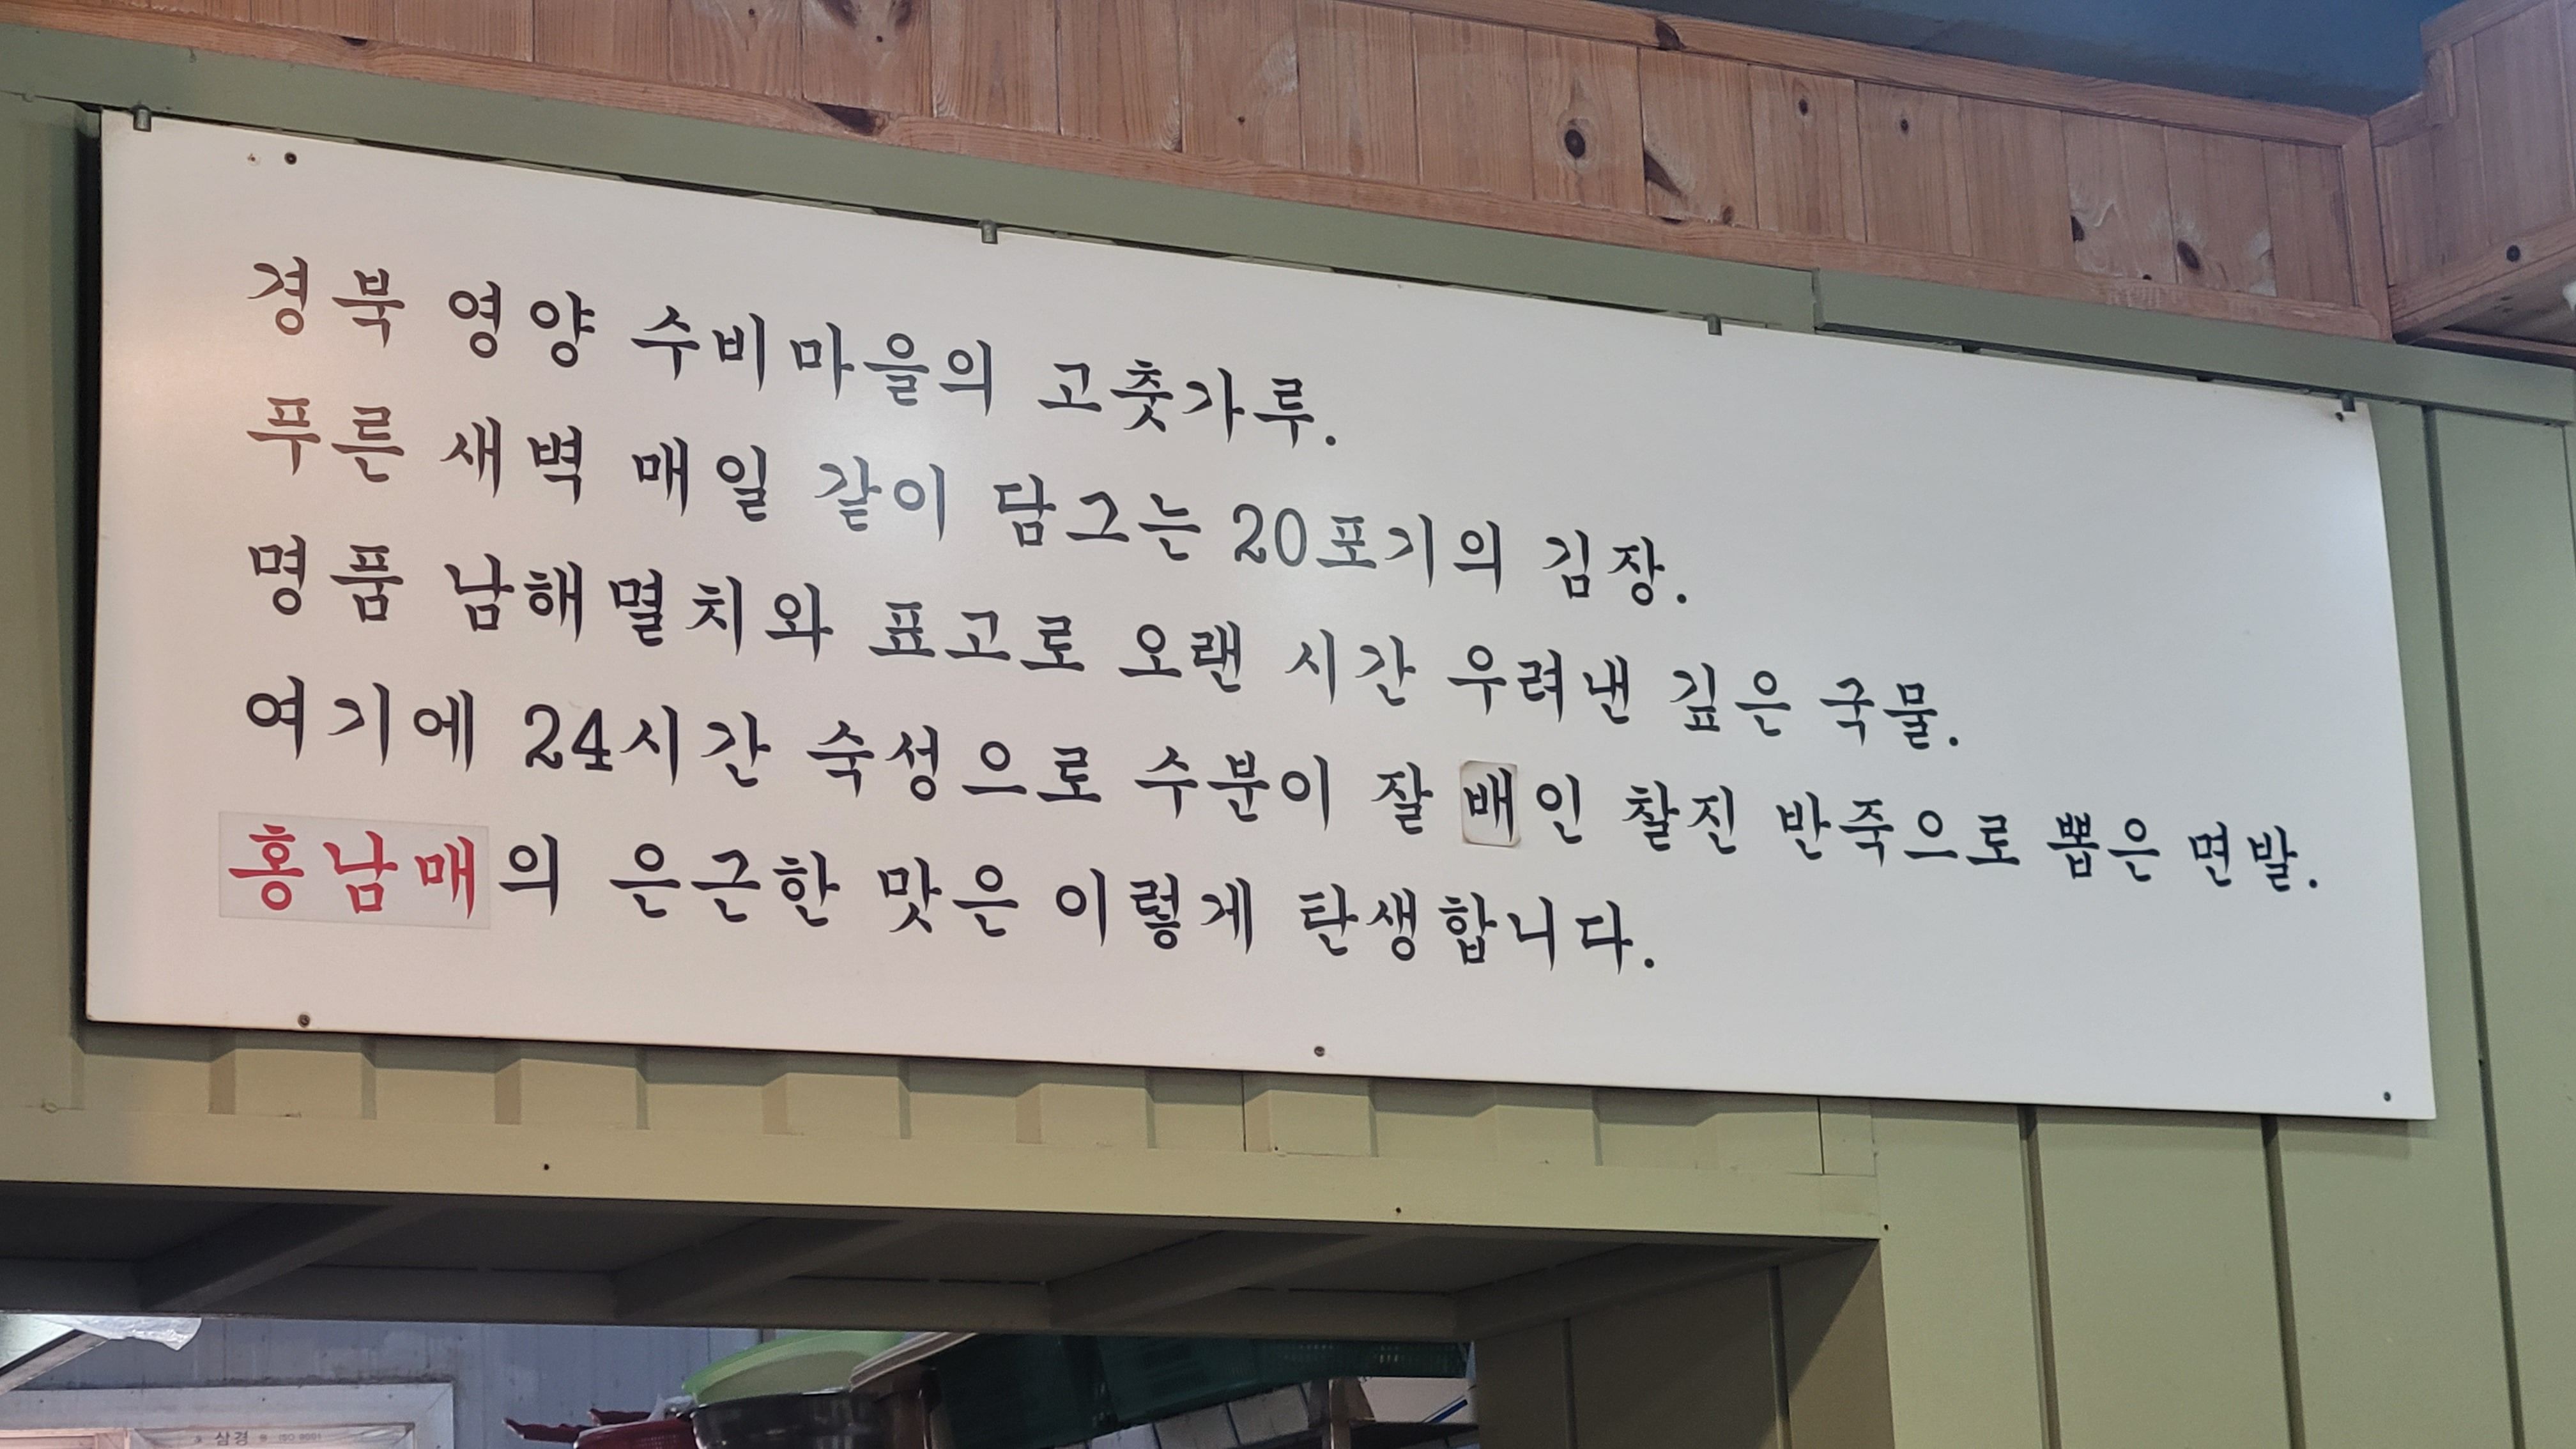 경북 영양 수비마을의 고춧가루.
푸른 새벽 매일 같이 담그는 20포기의 김장.
명품 남해멸치와 표고로 오랜 시간 우려낸 깊은 국물.
여기에 24시간 숙성으로 수분이 잘 배인 찰진 반죽으로 뽑은 면발.
홍남매의 은근한 맛은 이렇게 탄생합니다.
삼경